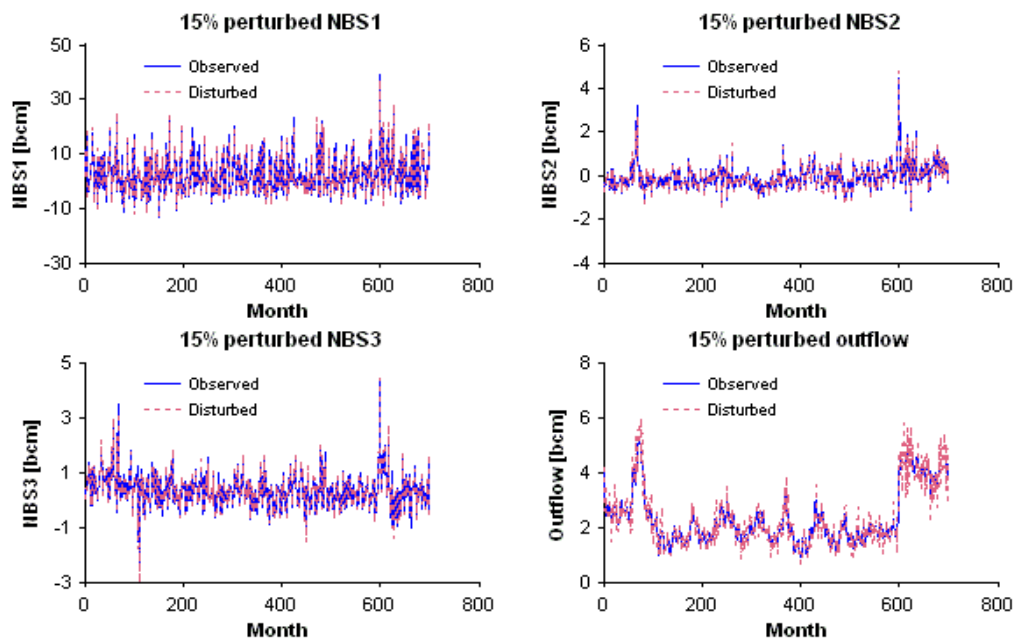 15% perturbed NBS1
50
30
10
-10
-30
NBS1 [bcm]
Observed
Disturbed
0 200 400 600 800
Month
15% perturbed NBS2
6
4
2
0
-2
-4
NBS2 [bcm]
Observed
Disturbed
0 200 400 600 800
Month
15% perturbed NBS3
5
3
1
-1
-3
NBS3 [bcm]
Observed
Disturbed
0 200 400 600 800
Month
15% perturbed outflow
8
6
4
2
0
Outflow [bcm]
Observed
Disturbed
0 200 400 600 800
Month